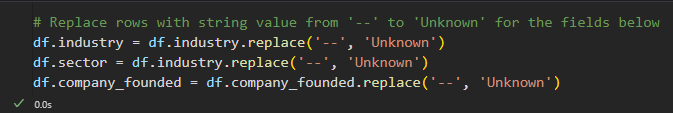 # Replace rows with string value from '--' to 'Unknown' for the fields below
df.industry = df.industry.replace('--', 'Unknown')
df.sector = df.industry.replace('--', 'Unknown')
df.company_founded = df.company_founded.replace('--', 'Unknown')
✓ 0.0s